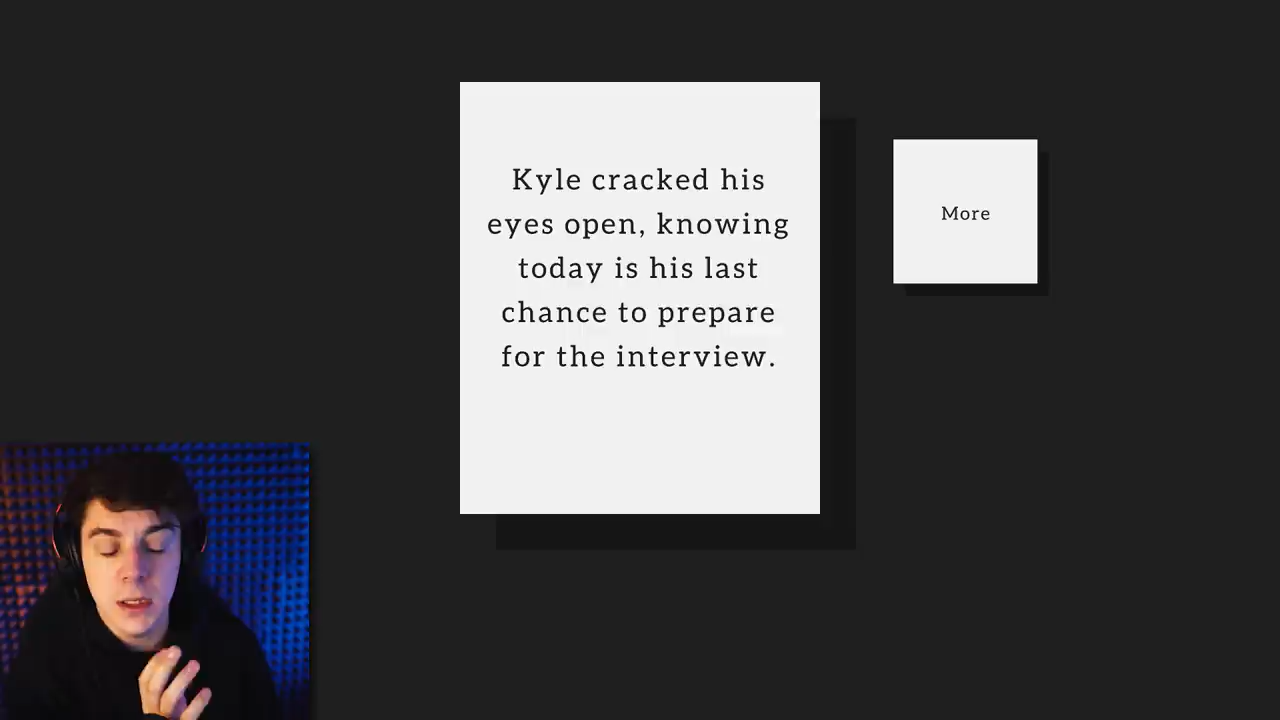 Kyle cracked his
eyes open, knowing
today is his last
chance to prepare
for the interview.
More